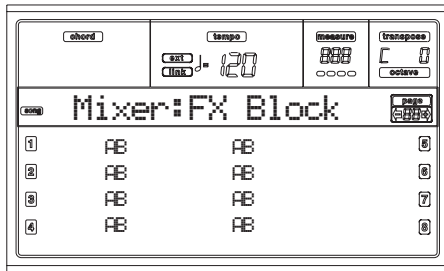 chord tempo measure transpose
ext ♩= 120 888 C 0
link octave
song Mixer:FX Block page
1 AB AB 5
2 AB AB 6
3 AB AB 7
4 AB AB 8